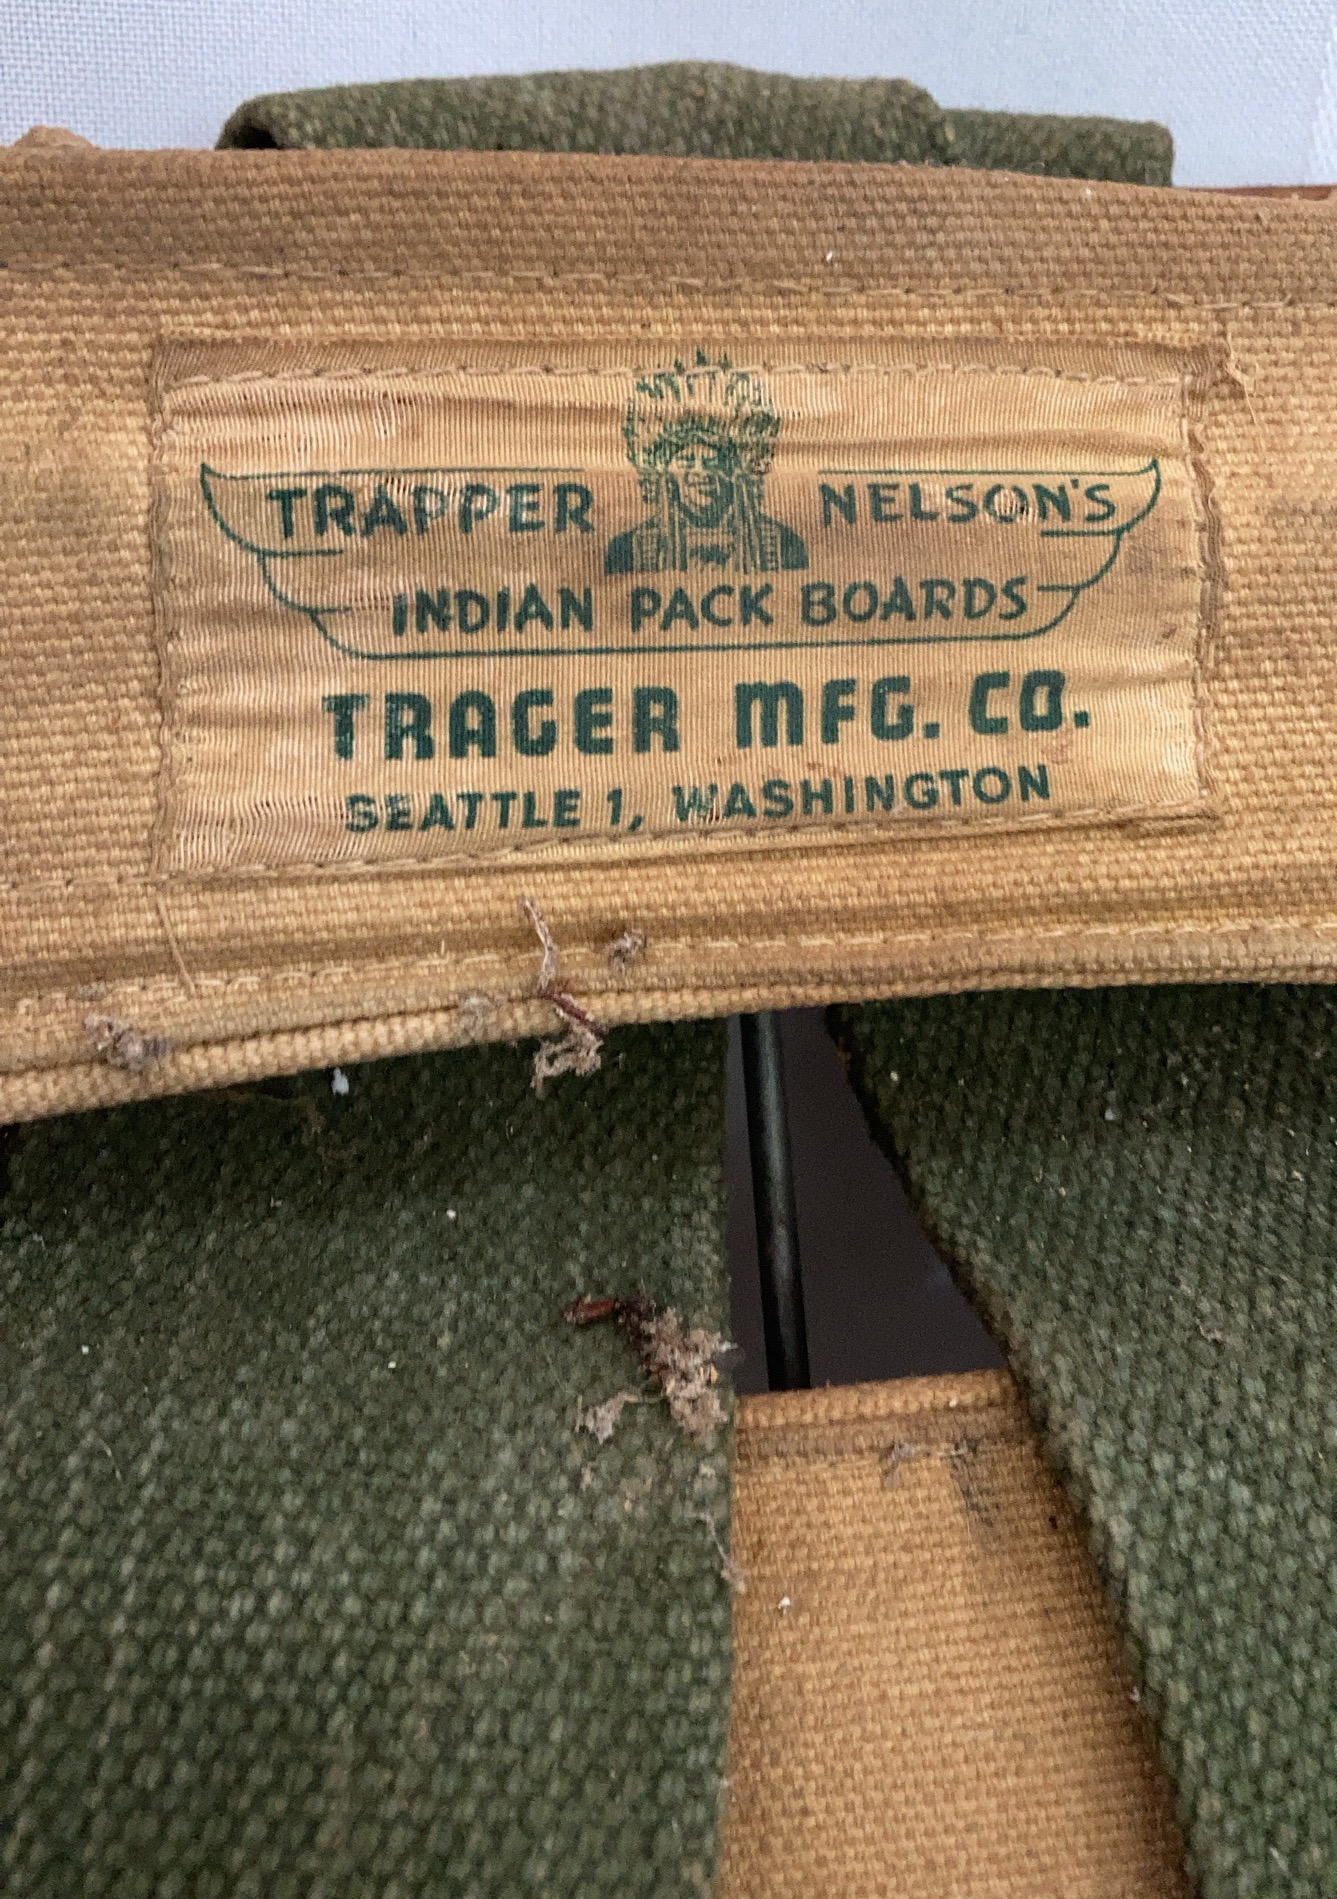 TRAPPER NELSON'S
INDIAN PACK BOARDS
TRAGER MFG. CO.
SEATTLE 1, WASHINGTON